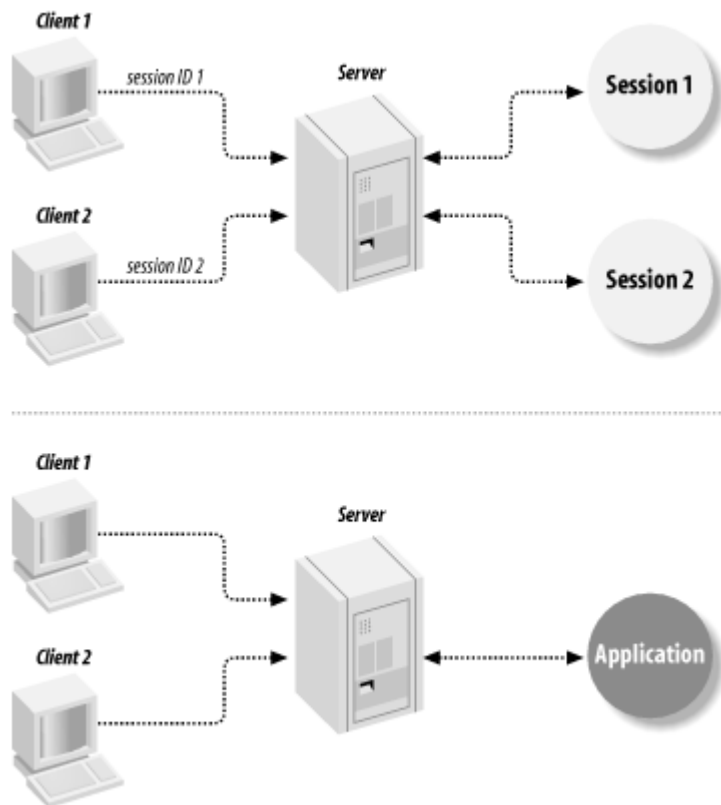 Client 1
session ID 1
Server
Session 1
Client 2
session ID 2
Session 2
Client 1
Server
Client 2
Application